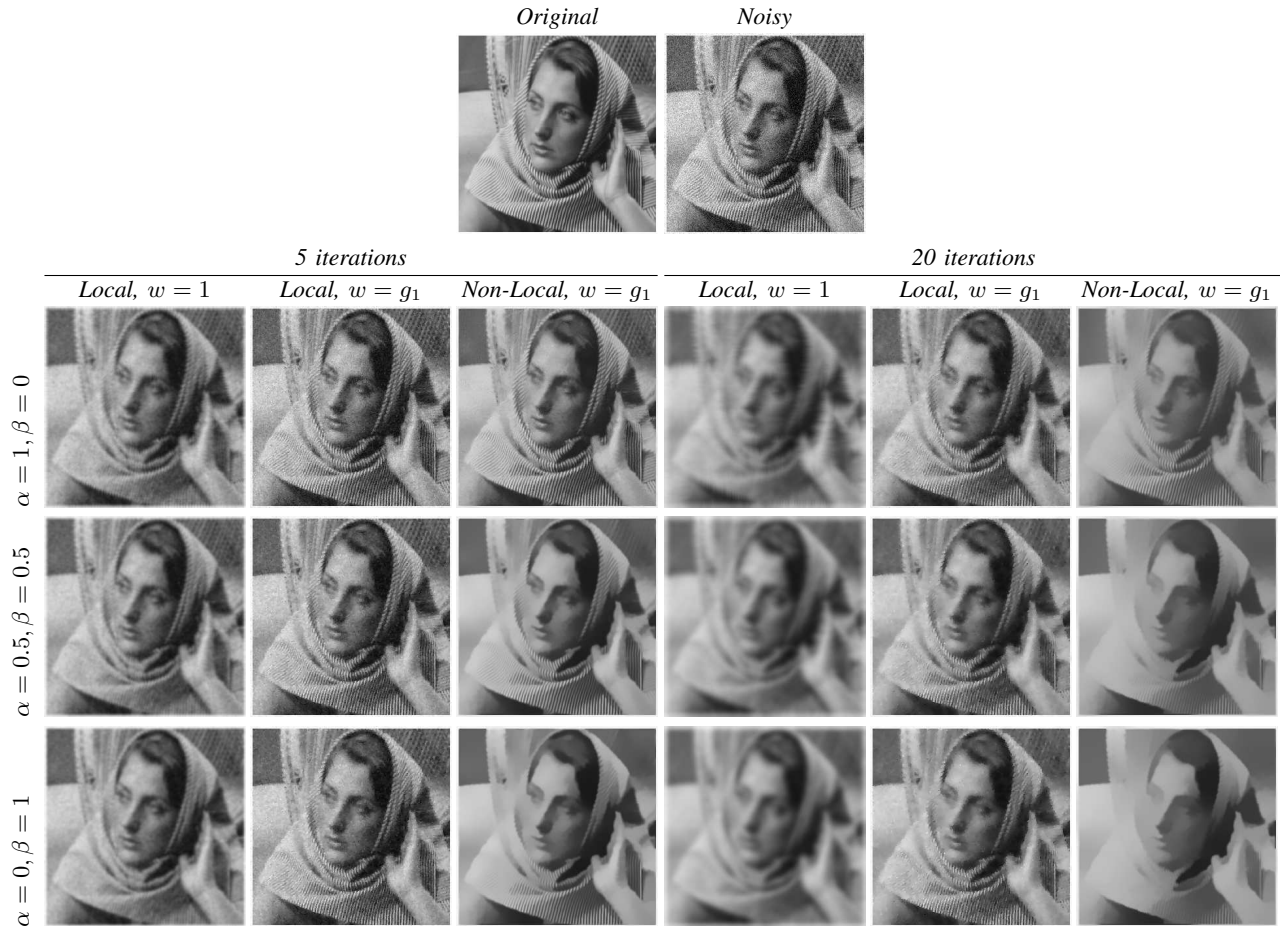 Original Noisy
5 iterations 20 iterations
Local, w = 1 Local, w = g₁ Non-Local, w = g₁ Local, w = 1 Local, w = g₁ Non-Local, w = g₁
α = 1, β = 0
α = 0.5, β = 0.5
α = 0, β = 1